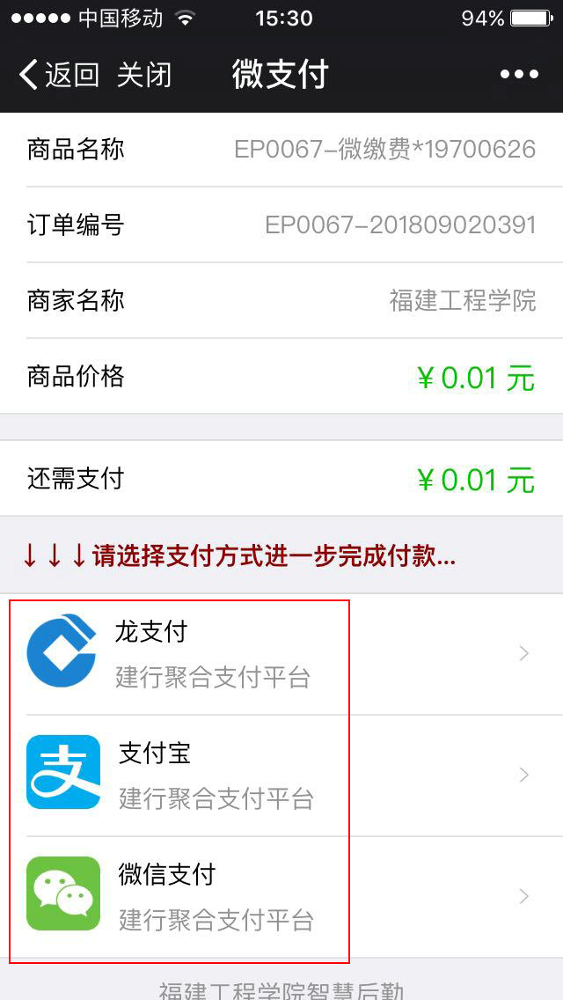 中国移动 15:30 94%
返回 关闭 微支付
商品名称 EP0067-微缴费*19700626
订单编号 EP0067-201809020391
商家名称 福建工程学院
商品价格 ¥0.01 元
还需支付 ¥0.01 元
↓↓↓请选择支付方式进一步完成付款...
龙支付
建行聚合支付平台
支付宝
建行聚合支付平台
微信支付
建行聚合支付平台
福建工程学院智慧后勤